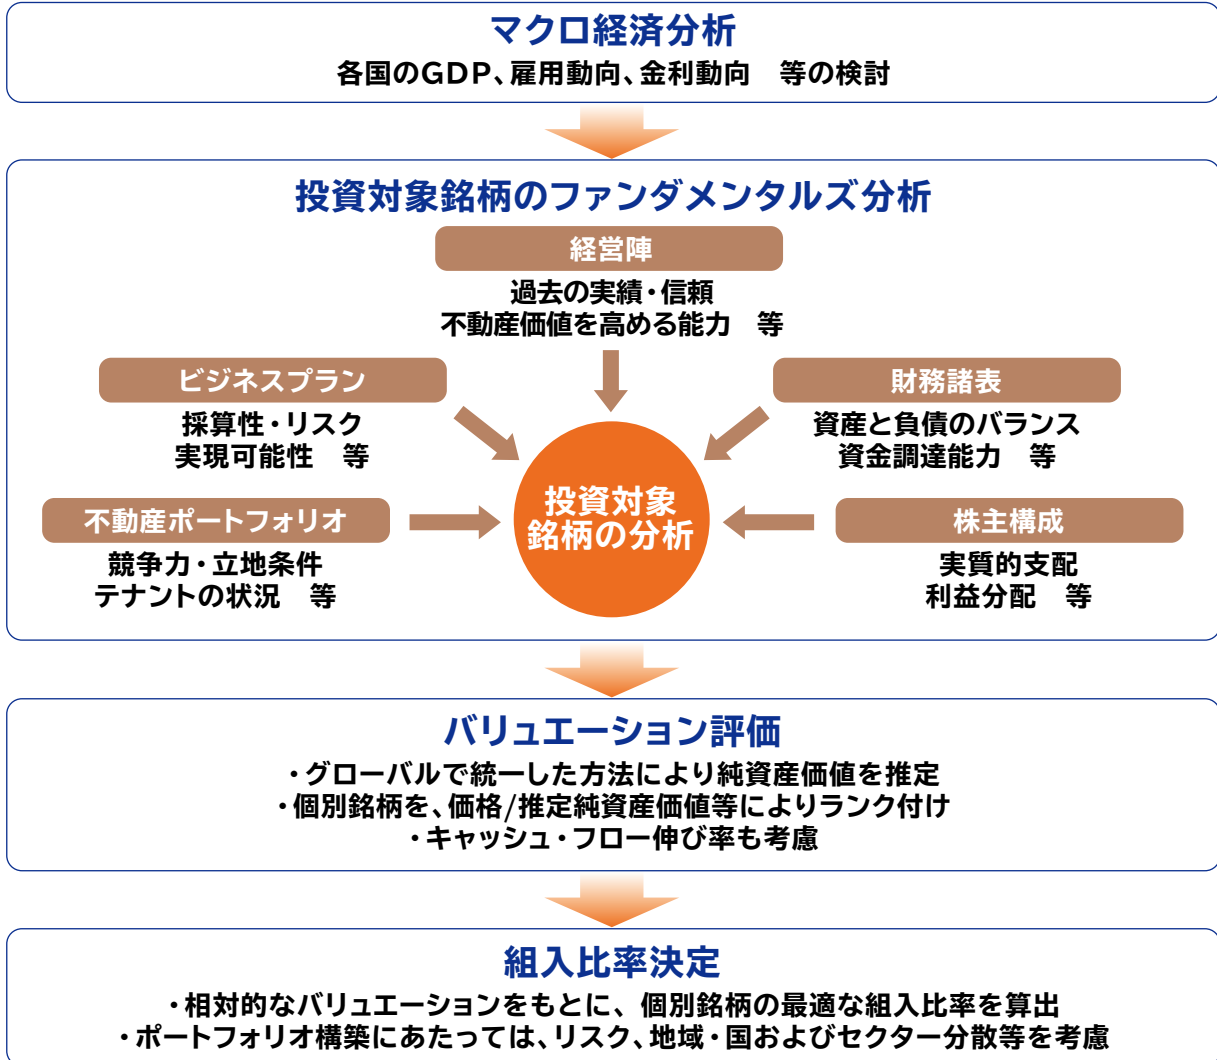 マクロ経済分析
各国のGDP、雇用動向、金利動向　等の検討
投資対象銘柄のファンダメンタルズ分析
経営陣
過去の実績・信頼
不動産価値を高める能力　等
ビジネスプラン
採算性・リスク
実現可能性　等
財務諸表
資産と負債のバランス
資金調達能力　等
不動産ポートフォリオ
競争力・立地条件
テナントの状況　等
投資対象
銘柄の分析
株主構成
実質的支配
利益分配　等
バリュエーション評価
・グローバルで統一した方法により純資産価値を推定
・個別銘柄を、価格/推定純資産価値等によりランク付け
・キャッシュ・フロー伸び率も考慮
組入比率決定
・相対的なバリュエーションをもとに、個別銘柄の最適な組入比率を算出
・ポートフォリオ構築にあたっては、リスク、地域・国およびセクター分散等を考慮